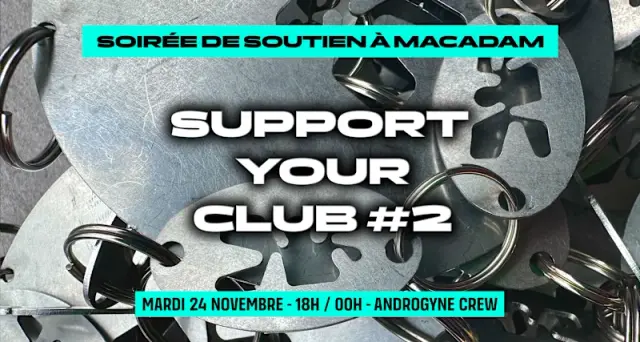 SOIRÉE DE SOUTIEN À MACADAM
SUPPORT
YOUR
CLUB #2
MARDI 24 NOVEMBRE - 18H / 00H - ANDROGYNE CREW